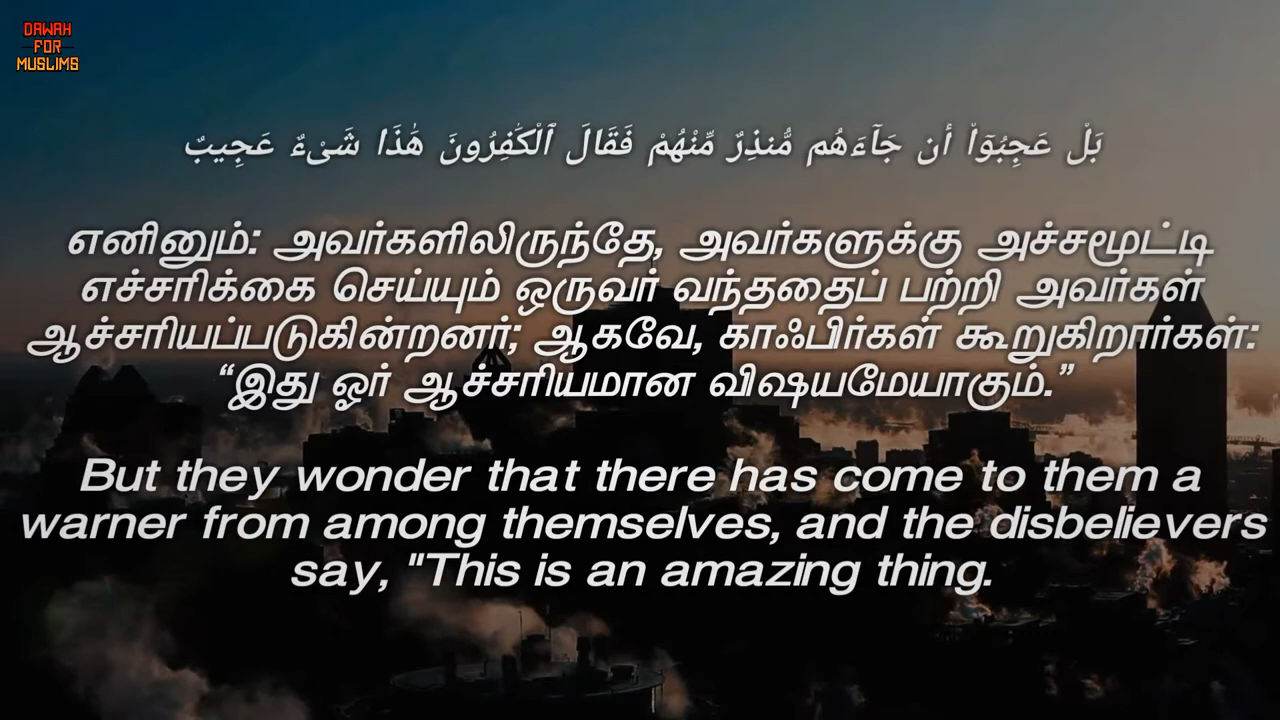 DAWAH
FOR
MUSLIMS
بَلْ عَجِبُوٓا۟ أَن جَآءَهُم مُّنذِرٌ مِّنْهُمْ فَقَالَ ٱلْكَٰفِرُونَ هَٰذَا شَىْءٌ عَجِيبٌ
எனினும்: அவர்களிலிருந்தே, அவர்களுக்கு அச்சமூட்டி
எச்சரிக்கை செய்யும் ஒருவர் வந்ததைப் பற்றி அவர்கள்
ஆச்சரியப்படுகின்றனர்; ஆகவே, காஃபிர்கள் கூறுகிறார்கள்:
“இது ஓர் ஆச்சரியமான விஷயமேயாகும்.”
But they wonder that there has come to them a
warner from among themselves, and the disbelievers
say, "This is an amazing thing.